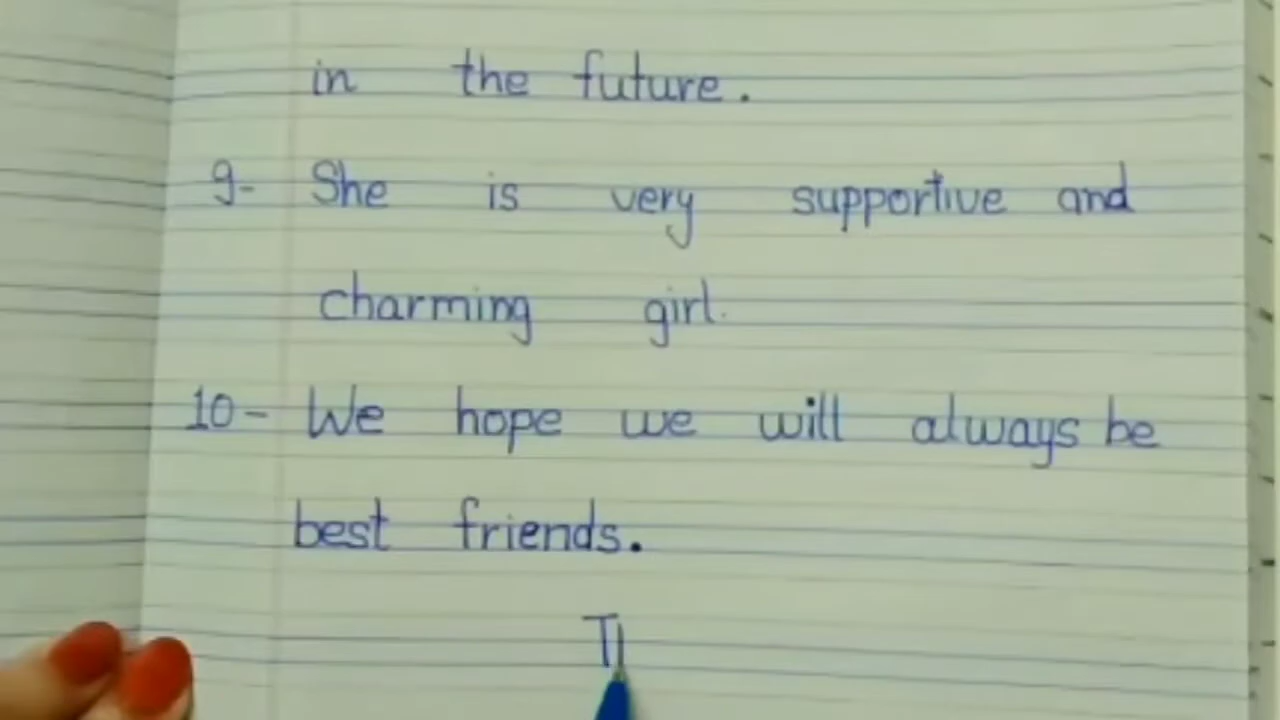 in the future.
9- She is very supportive and
charming girl.
10- We hope we will always be
best friends.
T